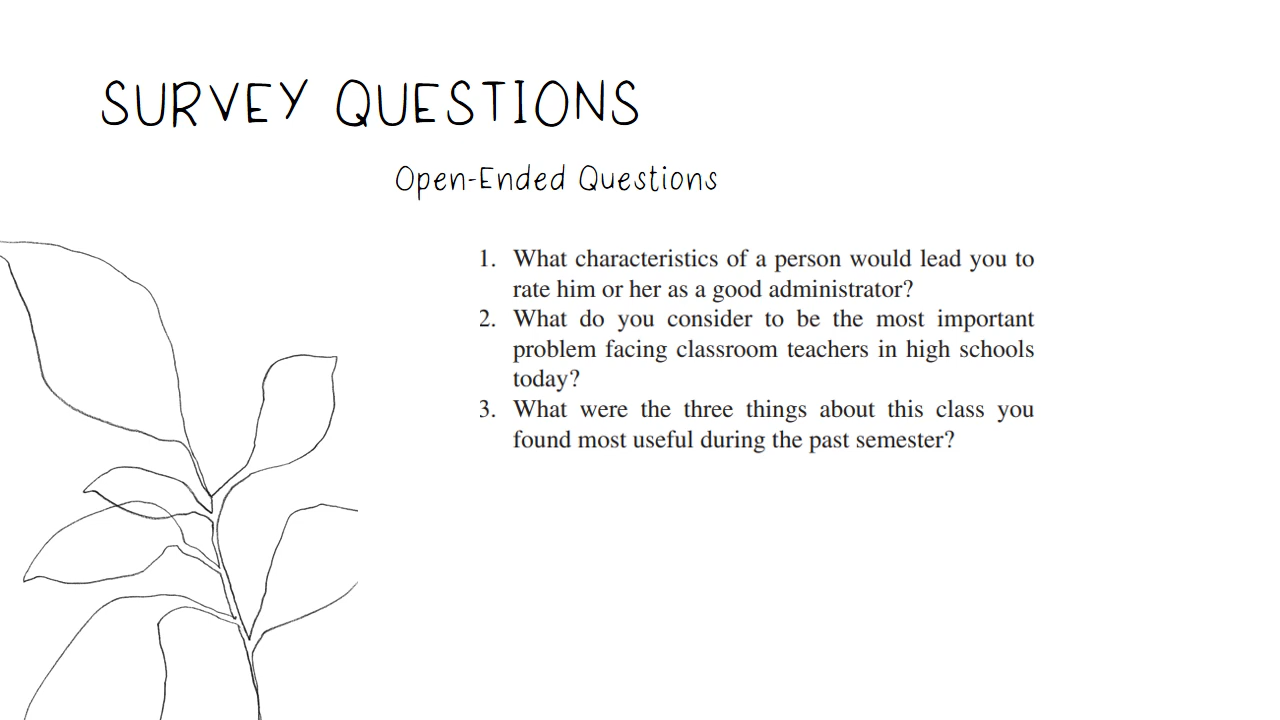 SURVEY QUESTIONS
Open-Ended Questions
1. What characteristics of a person would lead you to
rate him or her as a good administrator?
2. What do you consider to be the most important
problem facing classroom teachers in high schools
today?
3. What were the three things about this class you
found most useful during the past semester?